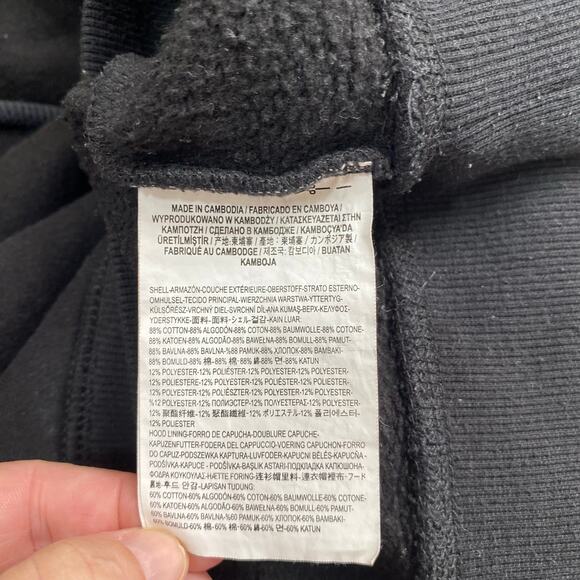 MADE IN CAMBODIA / FABRICADO EN CAMBOYA /
WYPRODUKOWANO W KAMBODŻY / ΚΑΤΑΣΚΕΥΑΖΕΤΑΙ ΣΤΗΝ
ΚΑΜΠΟΤΖΗ / СДЕЛАНО В КАМБОДЖЕ / KAMBOÇYA'DA
ÜRETİLMİŞTİR / 产地:柬埔寨 / 產地:柬埔寨 / カンボジア製 /
FABRIQUÉ AU CAMBODGE / 제조국:캄보디아 / BUATAN
KAMBOJA
SHELL-ARMAZÓN-COUCHE EXTÉRIEURE-OBERSTOFF-STRATO ESTERNO-
OMHULSEL-TECIDO PRINCIPAL-WIERZCHNIA WARSTWA-YTTERTYG-
KÜLSŐRÉSZ-VRCHNÝ DIEL-SVRCHNÍ DÍL-ANA KUMAŞ-ВЕРХ-ΚΕΛΥΦΟΣ-
YDERSTYKKE-面料-面料-シェル-겉감-KAIN LUAR:
88% COTTON-88% ALGODÓN-88% COTON-88% BAUMWOLLE-88% COTONE-
88% KATOEN-88% ALGODÃO-88% BAWEŁNA-88% BOMULL-88% PAMUT-
88% BAVLNA-88% BAVLNA-%88 PAMUK-88% ХЛОПОК-88% ΒΑΜΒΑΚΙ-
88% BOMULD-88% 棉-88% 棉-88% 綿-88% 면-88% KATUN
12% POLYESTER-12% POLIÉSTER-12% POLYESTER-12% POLYESTER-
12% POLIESTERE-12% POLYESTER-12% POLIÉSTER-12% POLIESTER-
12% POLYESTER-12% POLIÉSZTER-12% POLYESTER-12% POLYESTER-
%12 POLYESTER-12% ПОЛИЭСТЕР-12% ΠΟΛΥΕΣΤΕΡΑΣ-12% POLYESTER-
12% 聚酯纤维-12% 聚酯纖維-12% ポリエステル-12% 폴리에스터-
12% POLYESTER
HOOD LINING-FORRO DE CAPUCHA-DOUBLURE CAPUCHE-
KAPUZENFUTTER-FODERA DEL CAPPUCCIO-VOERING CAPUCHON-FORRO
DO CAPUZ-PODSZEWKA KAPTURA-LUVFODER-KAPUCNI BÉLÉS-
PODŠÍVKA KAPUCE-PODŠÍVKA-BAŞLIK ASTARI-ПОДКЛАДКА КАПЮШОНА-
ΦΟΔΡΑ ΚΟΥΚΟΥΛΑΣ-HÆTTE FORING-连衫帽里料-連衣帽裡布-フード
裏地-후드 안감-LAPISAN TUDUNG:
60% COTTON-60% ALGODÓN-60% COTON-60% BAUMWOLLE-60% COTONE-
60% KATOEN-60% ALGODÃO-60% BAWEŁNA-60% BOMULL-60% PAMUT-
60% BAVLNA-60% BAVLNA-%60 PAMUK-60% ХЛОПОК-60% ΒΑΜΒΑΚΙ-
60% BOMULD-60% 棉-60% 棉-60% 綿-60% 면-60% KATUN